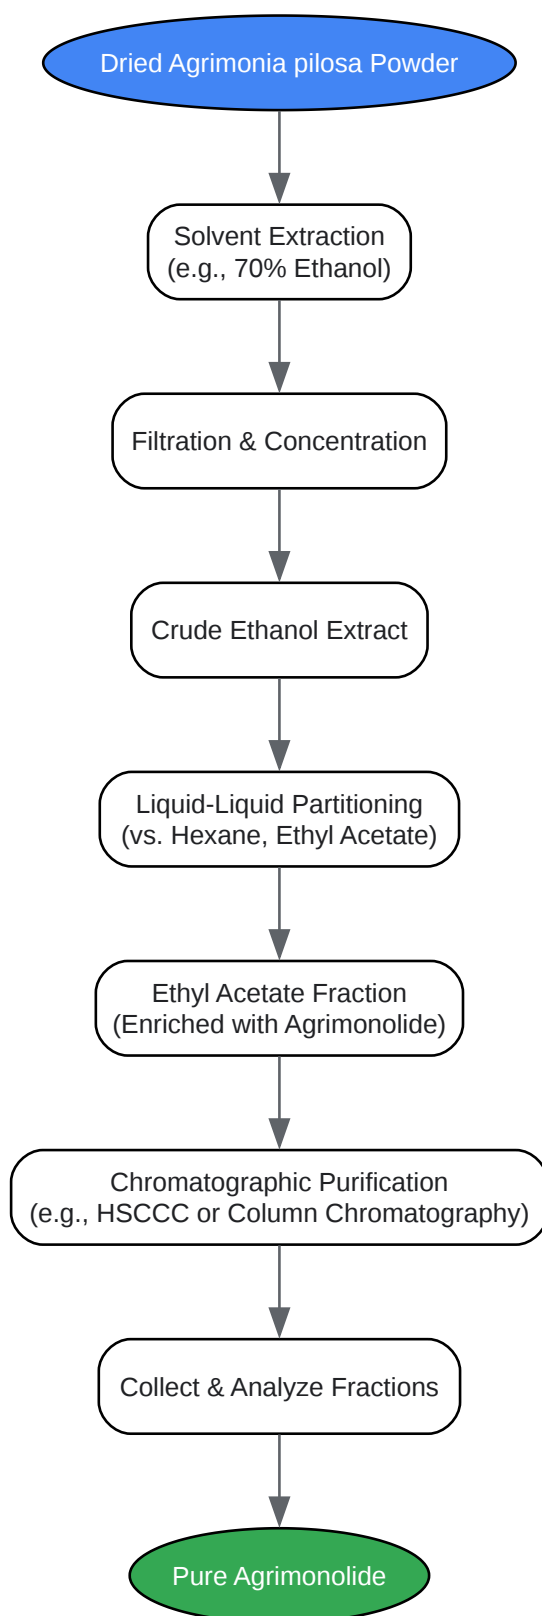 Dried Agrimonia pilosa Powder
Solvent Extraction
(e.g., 70% Ethanol)
Filtration & Concentration
Crude Ethanol Extract
Liquid-Liquid Partitioning
(vs. Hexane, Ethyl Acetate)
Ethyl Acetate Fraction
(Enriched with Agrimonolide)
Chromatographic Purification
(e.g., HSCCC or Column Chromatography)
Collect & Analyze Fractions
Pure Agrimonolide